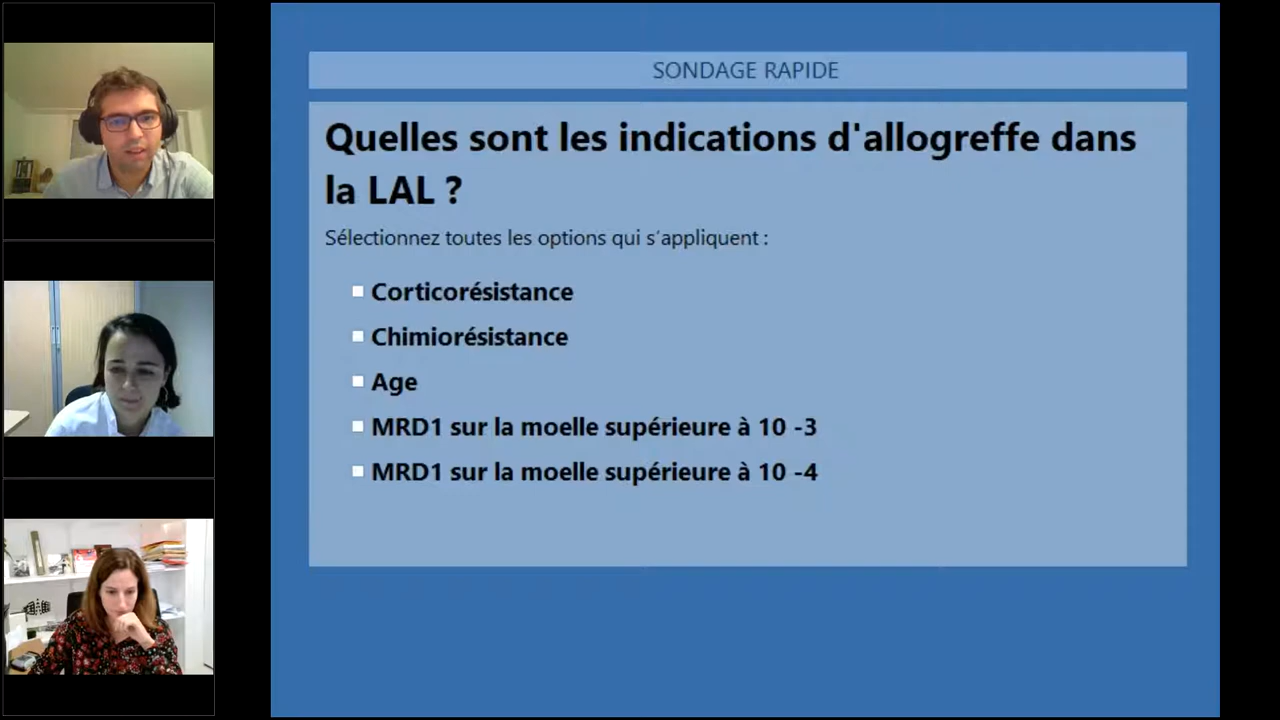 SONDAGE RAPIDE
Quelles sont les indications d'allogreffe dans
la LAL ?
Sélectionnez toutes les options qui s'appliquent :
Corticorésistance
Chimiorésistance
Age
MRD1 sur la moelle supérieure à 10 -3
MRD1 sur la moelle supérieure à 10 -4